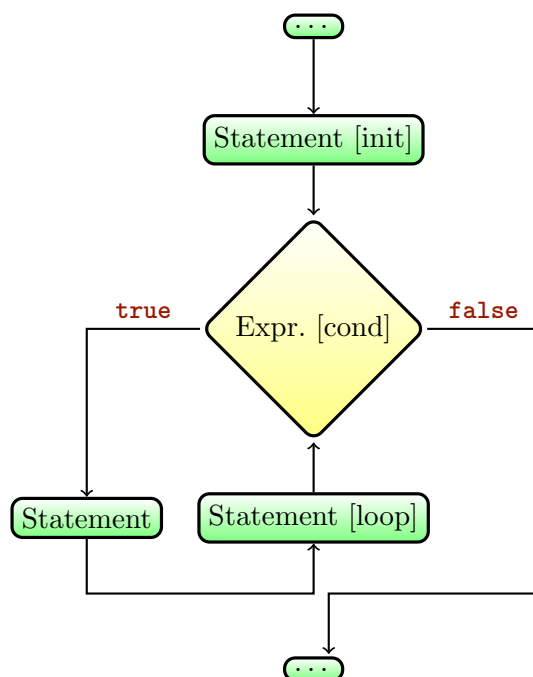 ...
Statement [init]
true
Expr. [cond]
false
Statement
Statement [loop]
...